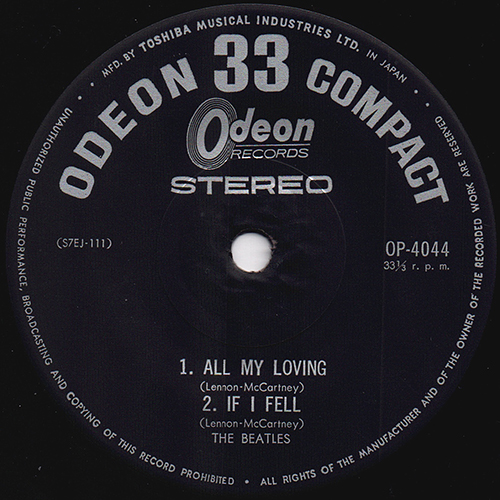 MFD. BY TOSHIBA MUSICAL INDUSTRIES LTD. IN JAPAN
ODEON 33 COMPACT
Odeon
RECORDS
STEREO
(S7EJ-111)
OP-4044
33⅓ r. p. m.
1. ALL MY LOVING
(Lennon-McCartney)
2. IF I FELL
(Lennon-McCartney)
THE BEATLES
UNAUTHORIZED PUBLIC PERFORMANCE, BROADCASTING AND COPYING OF THIS RECORD PROHIBITED • ALL RIGHTS OF THE MANUFACTURER AND OF THE OWNER OF THE RECORDED WORK ARE RESERVED